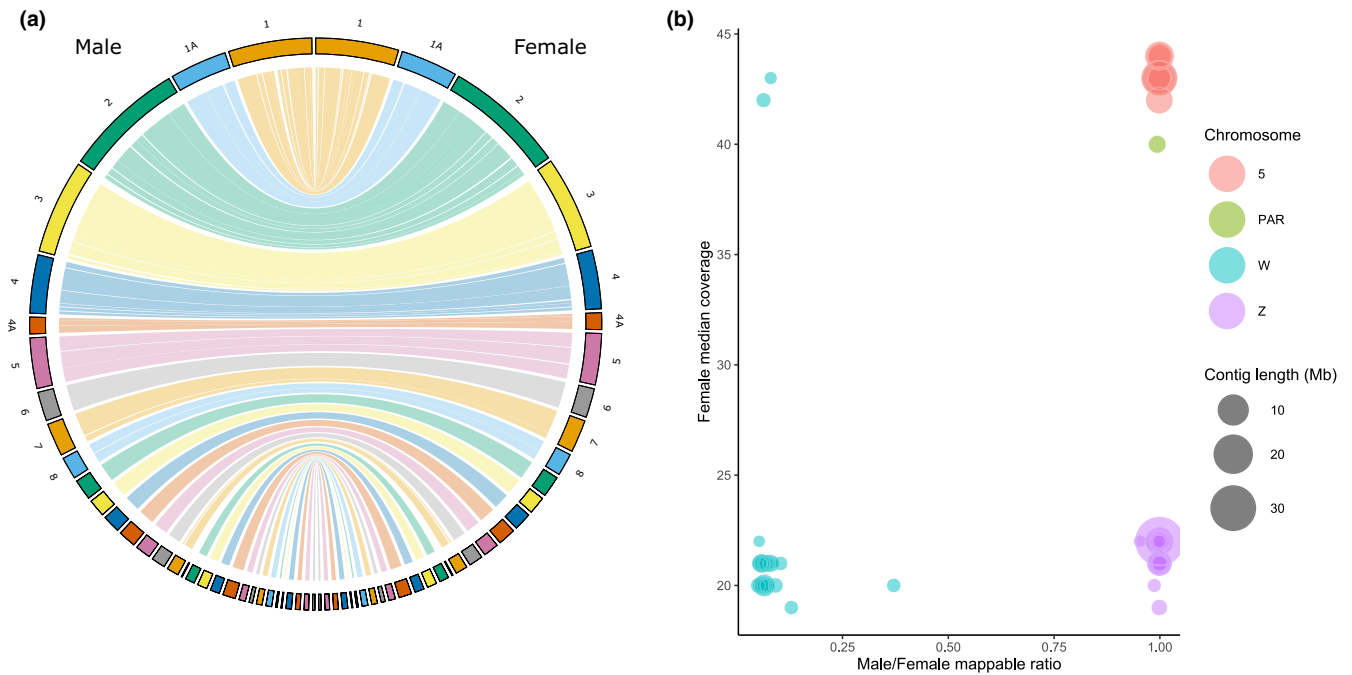 (a)
Male
Female
1
1
1A
1A
2
2
3
3
4
4
4A
4A
5
5
6
6
7
7
8
8
(b)
45
40
35
30
25
20
Female median coverage
0.25
0.50
0.75
1.00
Male/Female mappable ratio
Chromosome
5
PAR
W
Z
Contig length (Mb)
10
20
30